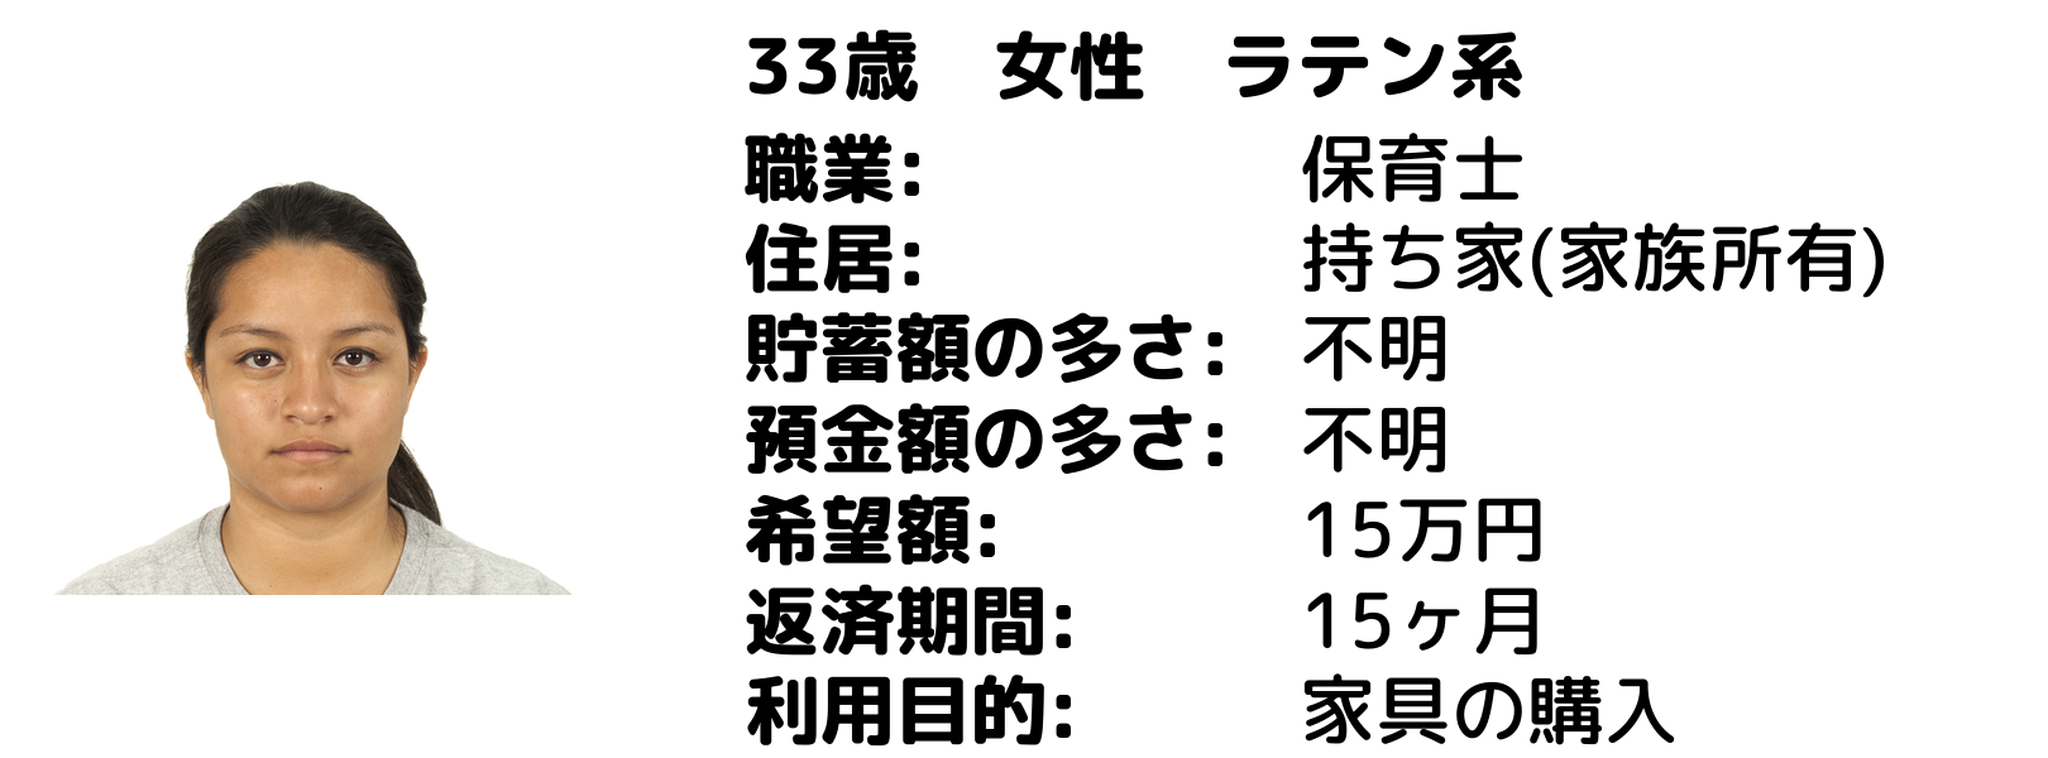 33歳　女性　ラテン系
職業: 保育士
住居: 持ち家(家族所有)
貯蓄額の多さ: 不明
預金額の多さ: 不明
希望額: 15万円
返済期間: 15ヶ月
利用目的: 家具の購入